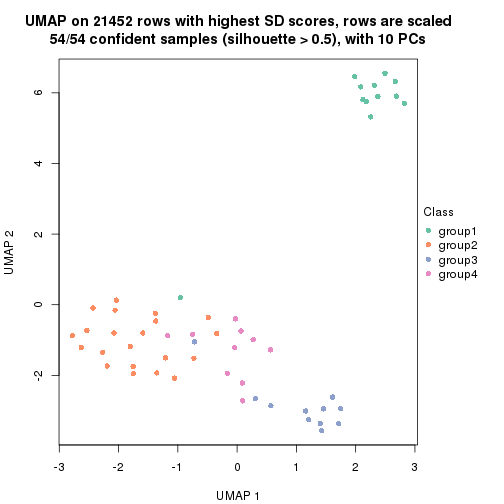 UMAP on 21452 rows with highest SD scores, rows are scaled
54/54 confident samples (silhouette > 0.5), with 10 PCs
6
4
2
0
-2
UMAP 2
-3 -2 -1 0 1 2 3
UMAP 1
Class
group1
group2
group3
group4